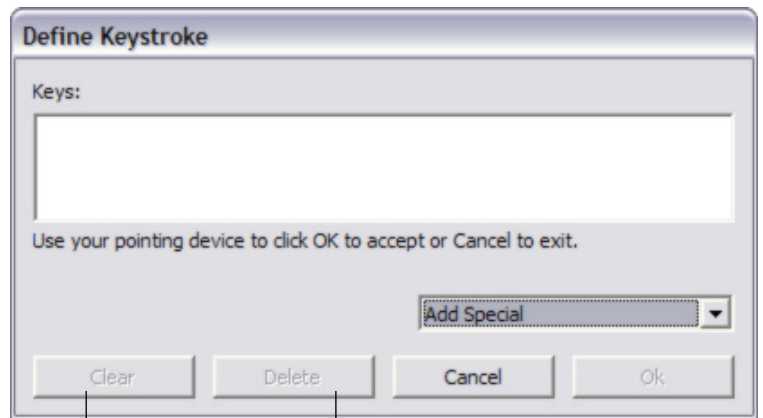 Define Keystroke
Keys:
Use your pointing device to click OK to accept or Cancel to exit.
Add Special
Clear Delete Cancel Ok